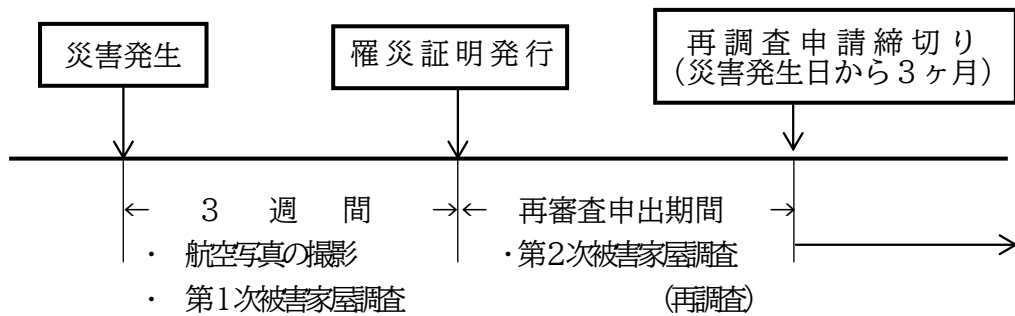 災害発生
罹災証明発行
再調査申請締切り
（災害発生日から３ヶ月）
← ３週間 →← 再審査申出期間 →
・ 航空写真の撮影
・第２次被害家屋調査
・ 第１次被害家屋調査
（再調査）